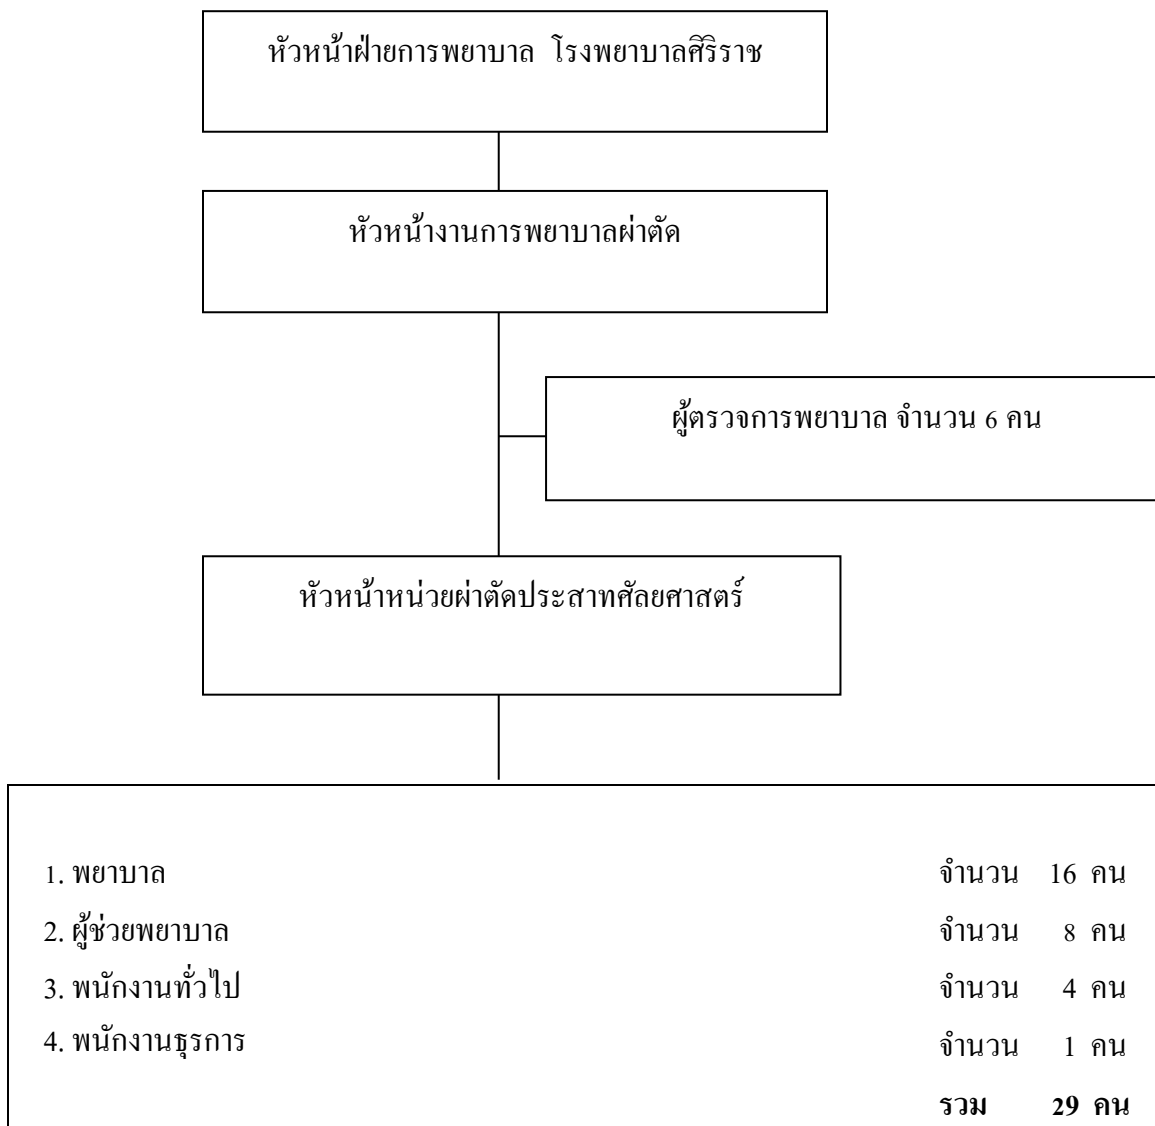 หัวหน้าฝ่ายการพยาบาล โรงพยาบาลศิริราช
หัวหน้างานการพยาบาลผ่าตัด
ผู้ตรวจการพยาบาล จำนวน 6 คน
หัวหน้าหน่วยผ่าตัดประสาทศัลยศาสตร์
1. พยาบาล จำนวน 16 คน
2. ผู้ช่วยพยาบาล จำนวน 8 คน
3. พนักงานทั่วไป จำนวน 4 คน
4. พนักงานธุรการ จำนวน 1 คน
รวม 29 คน